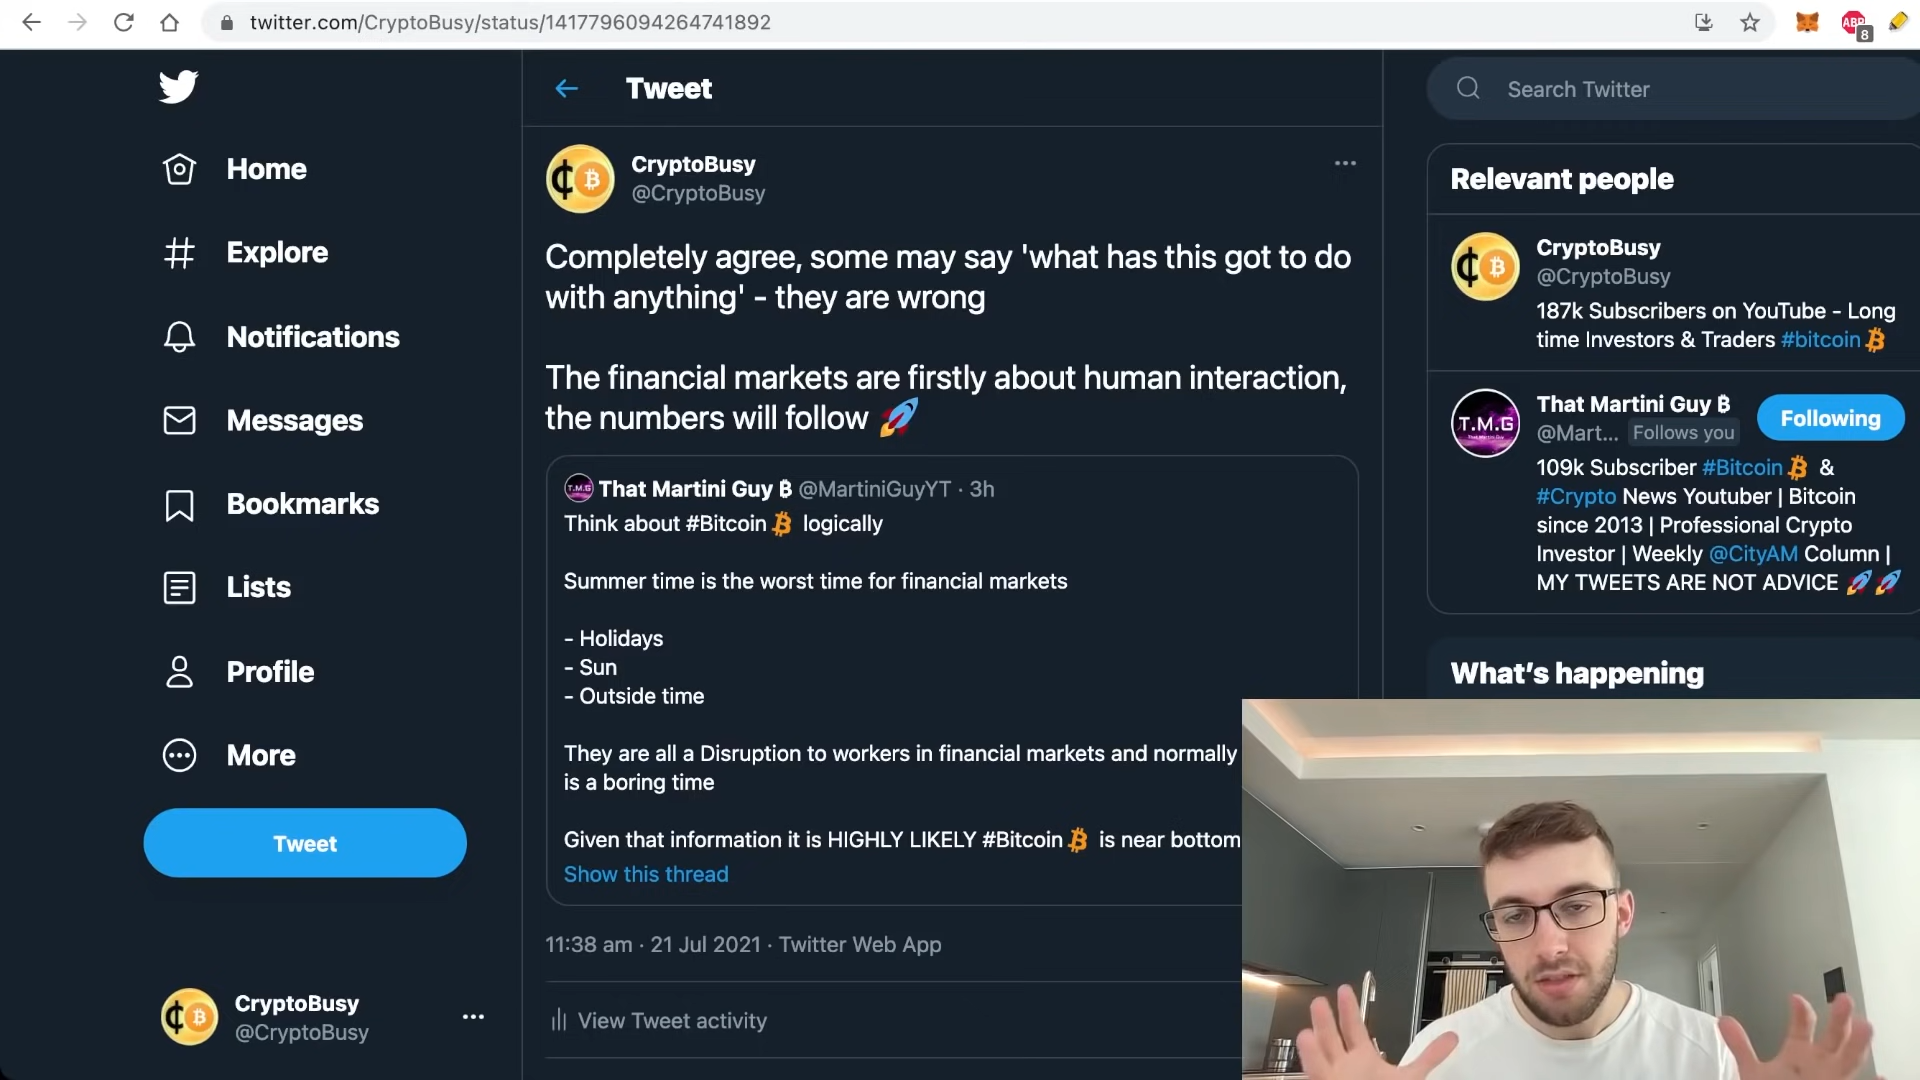 twitter.com/CryptoBusy/status/1417796094264741892
ABP
8
Home
Explore
Notifications
Messages
Bookmarks
Lists
Profile
More
Tweet
CryptoBusy
@CryptoBusy
Tweet
CryptoBusy
@CryptoBusy
Completely agree, some may say 'what has this got to do
with anything' - they are wrong
The financial markets are firstly about human interaction,
the numbers will follow 🚀
T.M.G
That Martini Guy ₿ @MartiniGuyYT · 3h
Think about #Bitcoin logically
Summer time is the worst time for financial markets
- Holidays
- Sun
- Outside time
They are all a Disruption to workers in financial markets and normally
is a boring time
Given that information it is HIGHLY LIKELY #Bitcoin is near bottom
Show this thread
11:38 am · 21 Jul 2021 · Twitter Web App
View Tweet activity
Search Twitter
Relevant people
CryptoBusy
@CryptoBusy
187k Subscribers on YouTube - Long
time Investors & Traders #bitcoin
T.M.G
That Martini Guy ₿
@Mart... Follows you
Following
109k Subscriber #Bitcoin &
#Crypto News Youtuber | Bitcoin
since 2013 | Professional Crypto
Investor | Weekly @CityAM Column |
MY TWEETS ARE NOT ADVICE 🚀🚀
What's happening